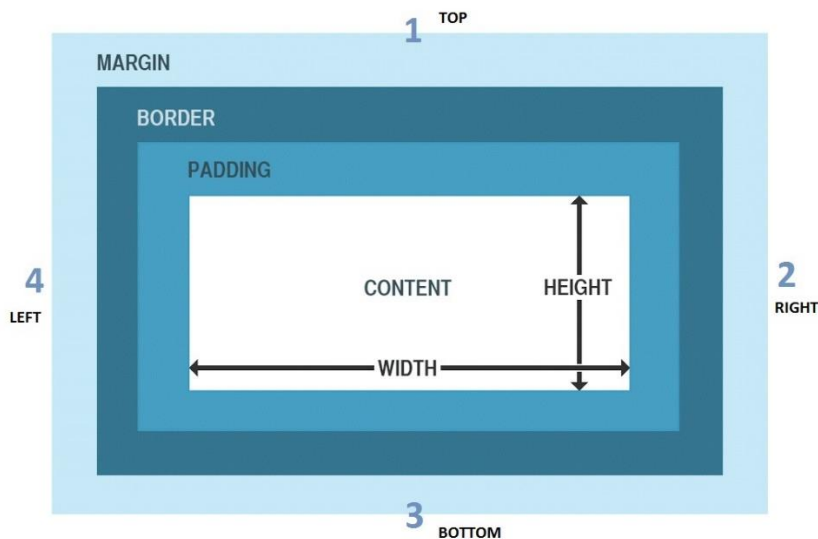 1 TOP
MARGIN
BORDER
PADDING
4
LEFT
CONTENT
HEIGHT
2
RIGHT
WIDTH
3 BOTTOM